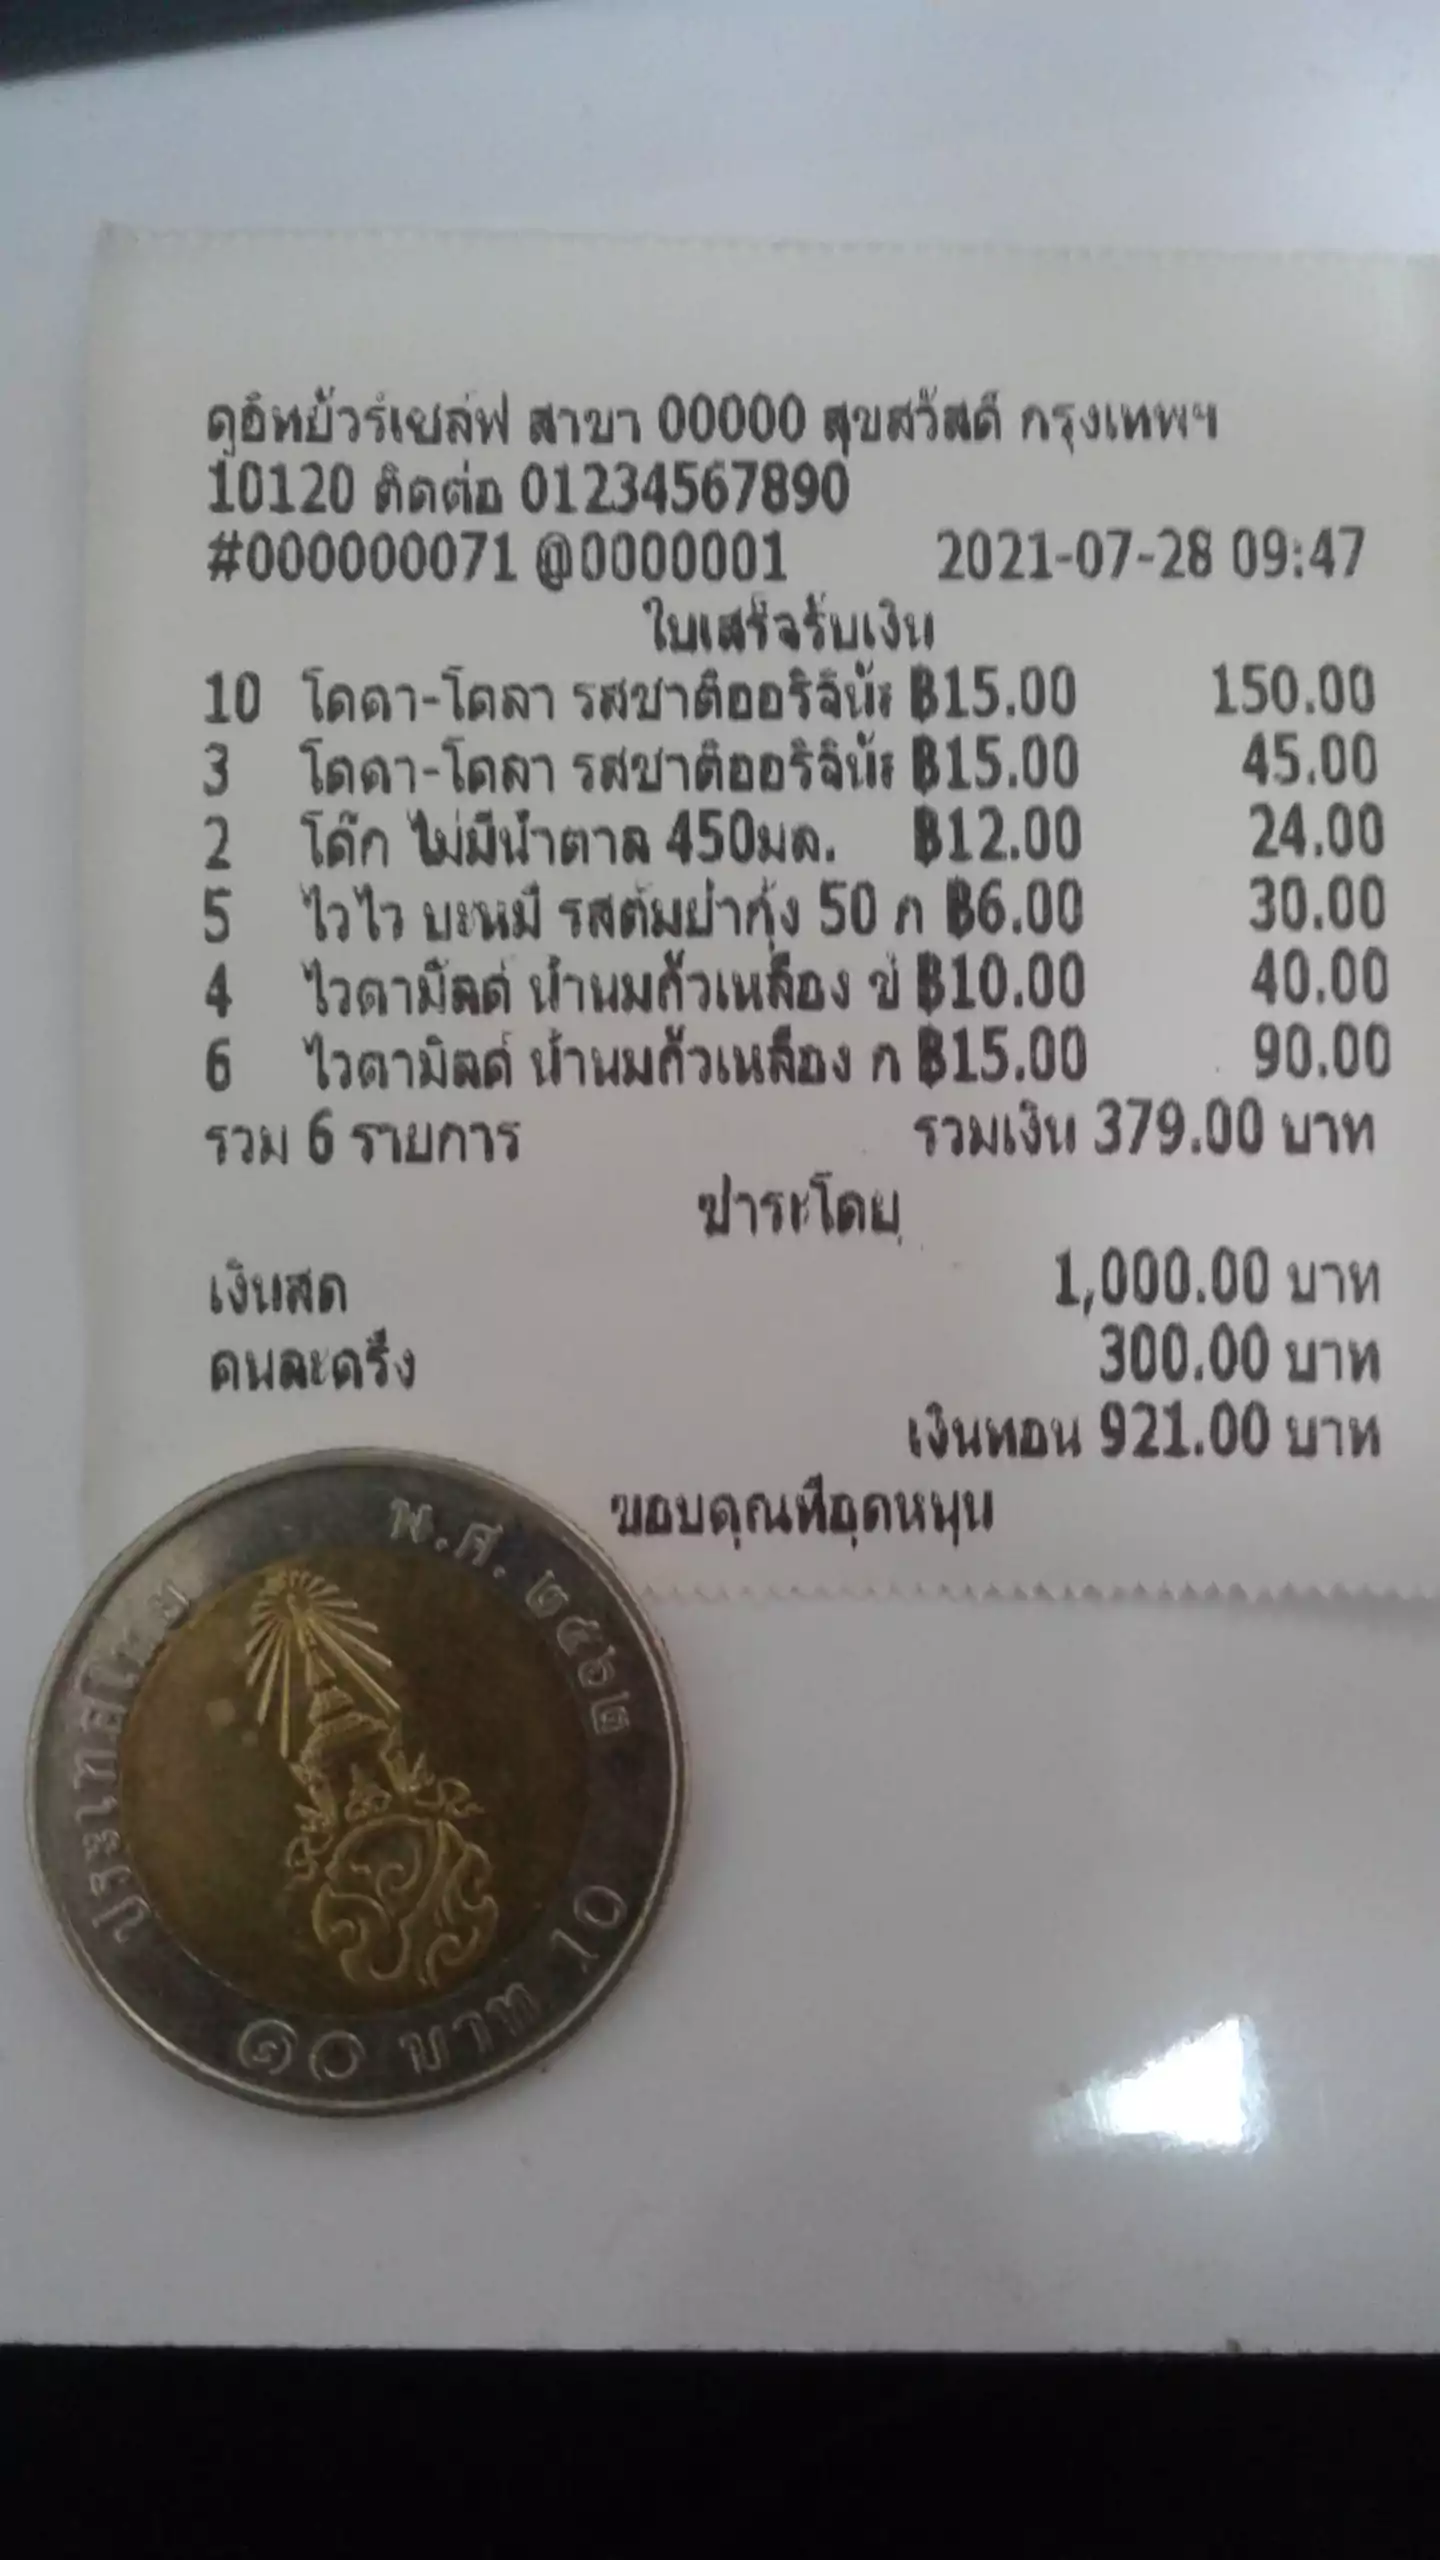 ดูอิทยัวร์เซล์ฟ สาขา 00000 สุขสวัสดิ์ กรุงเทพฯ
10120 ติดต่อ 01234567890
#000000071 @0000001 2021-07-28 09:47
ใบเสร็จรับเงิน
10 โคคา-โคลา รสชาติออริจินั ฿15.00 150.00
3 โคคา-โคลา รสชาติออริจินั ฿15.00 45.00
2 โค๊ก ไม่มีน้ำตาล 450มล. ฿12.00 24.00
5 ไวไว บะหมี่ รสต้มยำกุ้ง 50 ก ฿6.00 30.00
4 ไวตามิ้ลค์ น้ำนมถั่วเหลือง ข ฿10.00 40.00
6 ไวตามิลค์ น้ำนมถั่วเหลือง ก ฿15.00 90.00
รวม 6 รายการ รวมเงิน 379.00 บาท
ชำระโดย
เงินสด 1,000.00 บาท
คนละครึ่ง 300.00 บาท
เงินทอน 921.00 บาท
ขอบคุณที่อุดหนุน
ประเทศไทย พ.ศ. ๒๕๖๒
๑๐ บาท 10